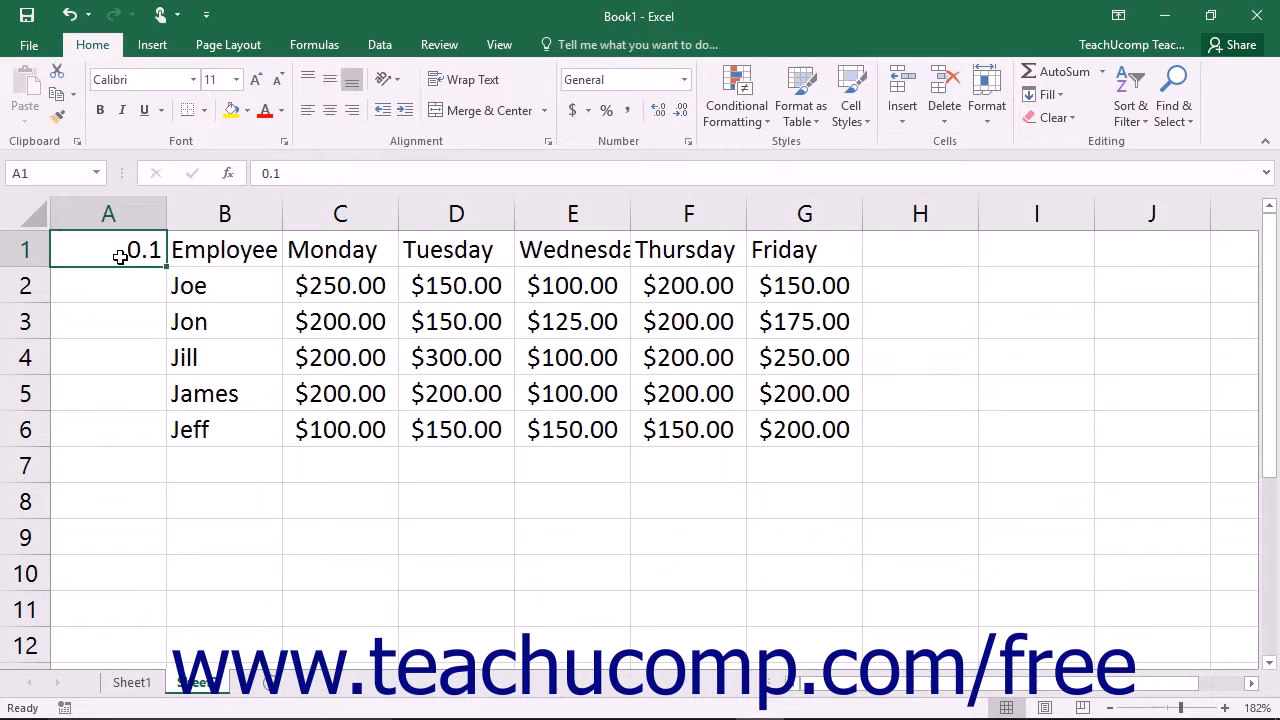 Book1 - Excel
File Home Insert Page Layout Formulas Data Review View Tell me what you want to do... TeachUcomp Teac... Share
Paste
Clipboard
Calibri 11
B I U A
Font
Wrap Text
Merge & Center
Alignment
General
$ % ,
Number
Conditional Formatting
Format as Table
Cell Styles
Styles
Insert Delete Format
Cells
AutoSum
Fill
Clear
Sort & Filter
Find & Select
Editing
A1 fx 0.1
A B C D E F G H I J
1 0.1 Employee Monday Tuesday Wednesda Thursday Friday
2 Joe $250.00 $150.00 $100.00 $200.00 $150.00
3 Jon $200.00 $150.00 $125.00 $200.00 $175.00
4 Jill $200.00 $300.00 $100.00 $200.00 $250.00
5 James $200.00 $200.00 $100.00 $200.00 $200.00
6 Jeff $100.00 $150.00 $150.00 $150.00 $200.00
7
8
9
10
11
12
www.teachucomp.com/free
Sheet1
Ready 182%